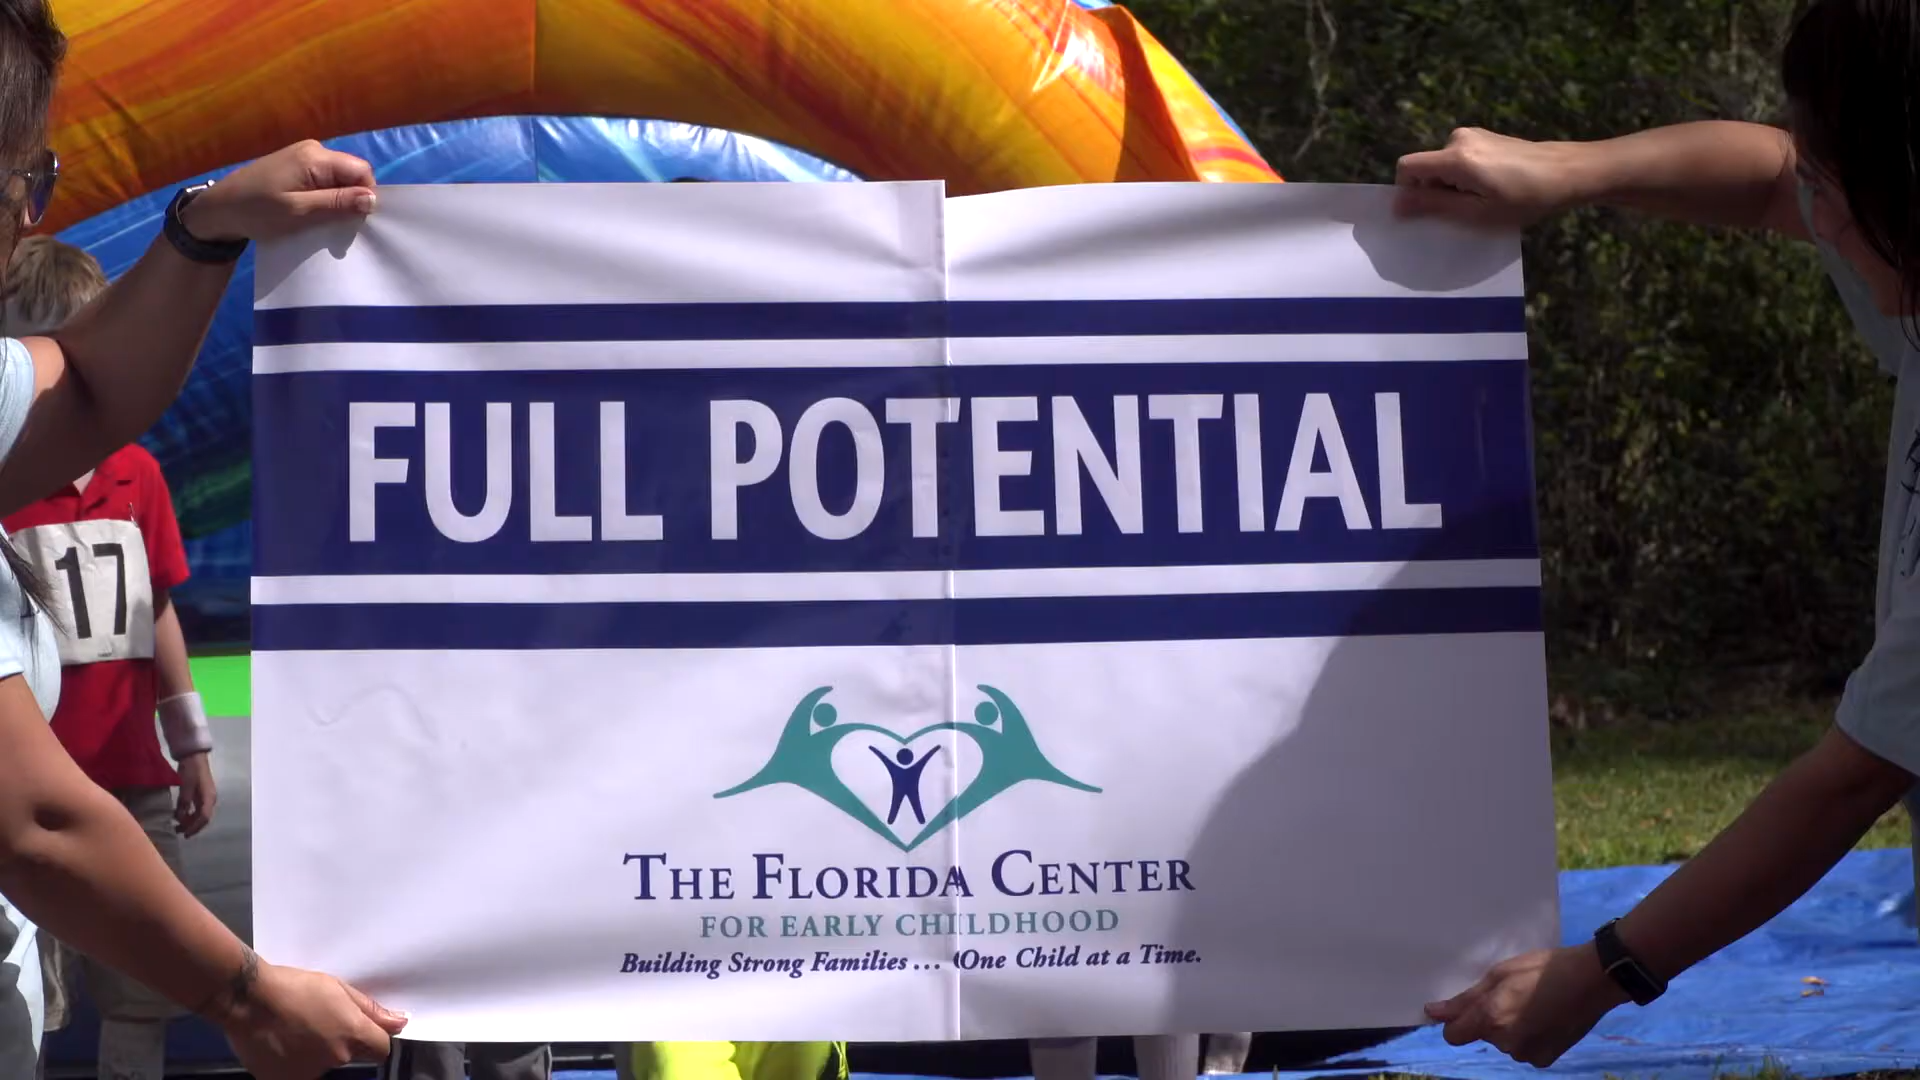 FULL POTENTIAL
17
THE FLORIDA CENTER
FOR EARLY CHILDHOOD
Building Strong Families... One Child at a Time.